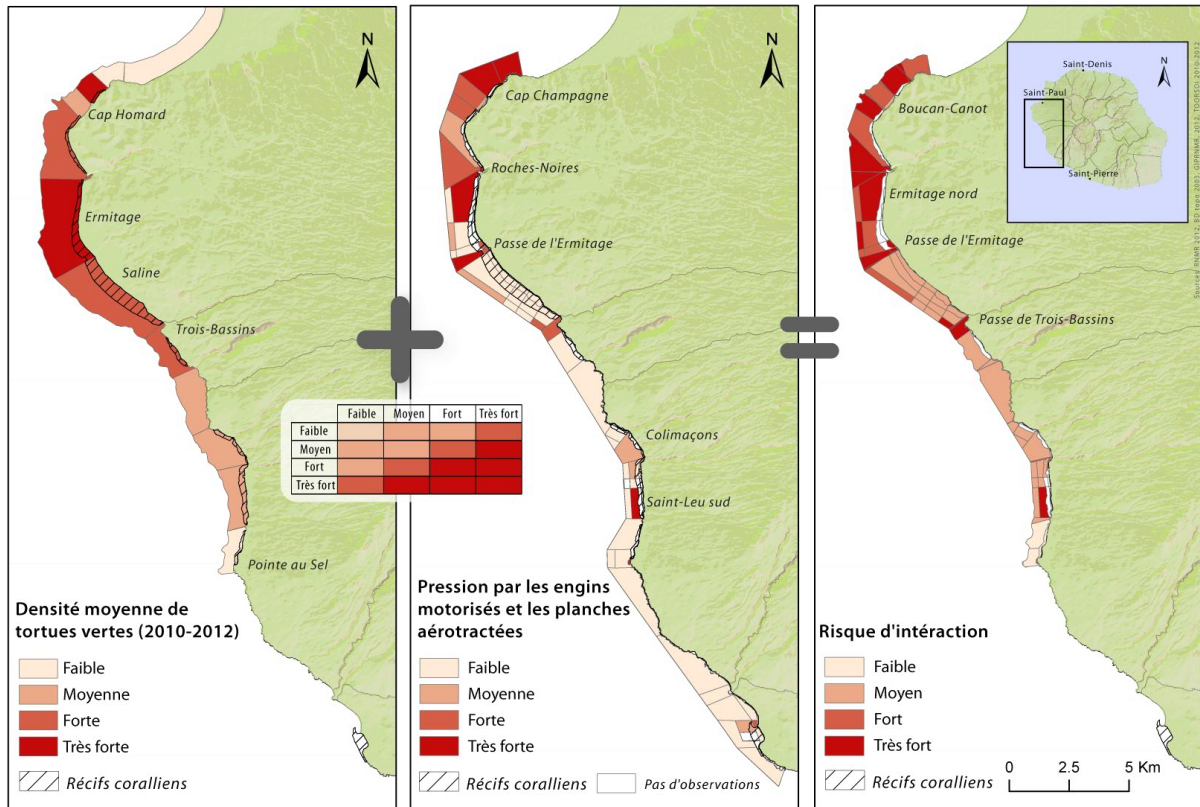 N
Cap Homard
Ermitage
Saline
Trois-Bassins
Pointe au Sel
Densité moyenne de
tortues vertes (2010-2012)
Faible
Moyenne
Forte
Très forte
Récifs coralliens
Faible Moyen Fort Très fort
Faible
Moyen
Fort
Très fort
N
Cap Champagne
Roches-Noires
Passe de l'Ermitage
Colimaçons
Saint-Leu sud
Pression par les engins
motorisés et les planches
aérotractées
Faible
Moyenne
Forte
Très forte
Récifs coralliens
Pas d'observations
Boucan-Canot
Ermitage nord
Passe de l'Ermitage
Passe de Trois-Bassins
Saint-Denis
N
Saint-Paul
Saint-Pierre
Risque d'intéraction
Faible
Moyen
Fort
Très fort
Récifs coralliens
0 2.5 5 Km